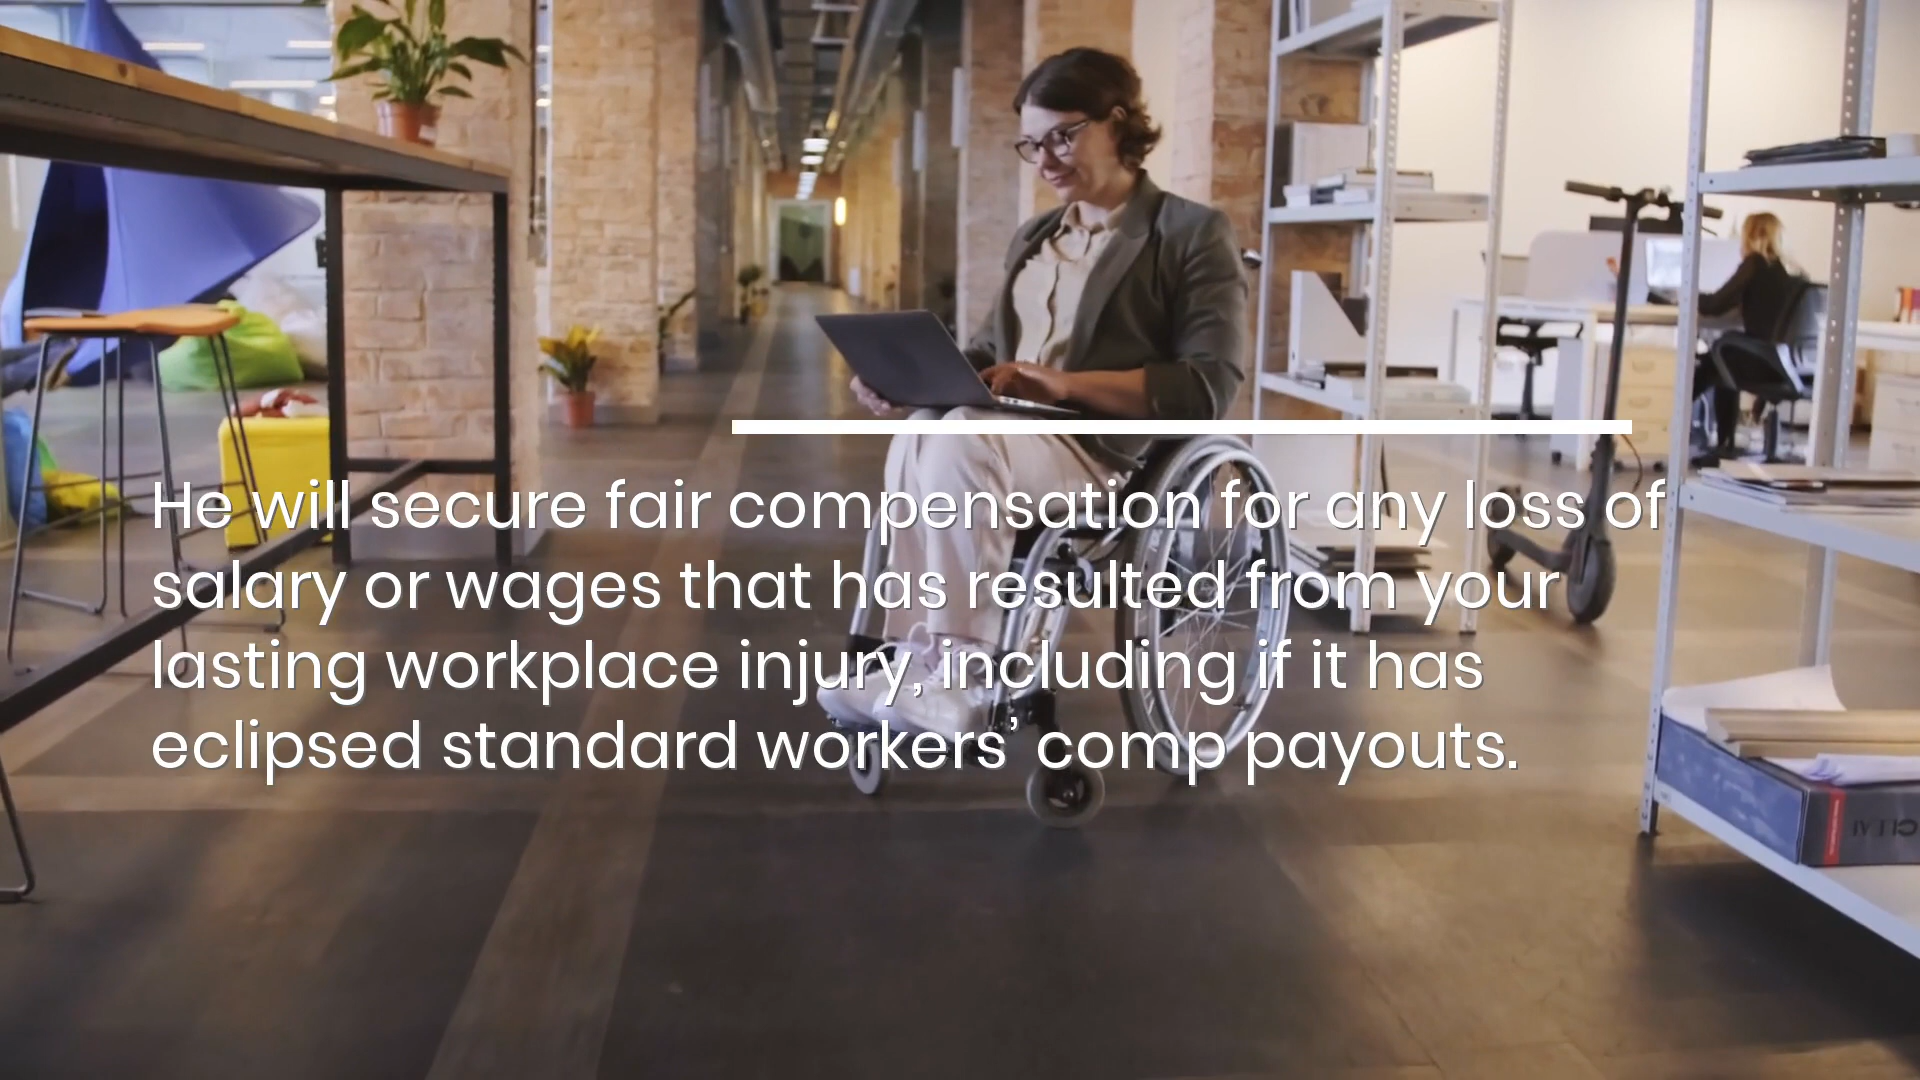 He will secure fair compensation for any loss of
salary or wages that has resulted from your
lasting workplace injury, including if it has
eclipsed standard workers’ comp payouts.